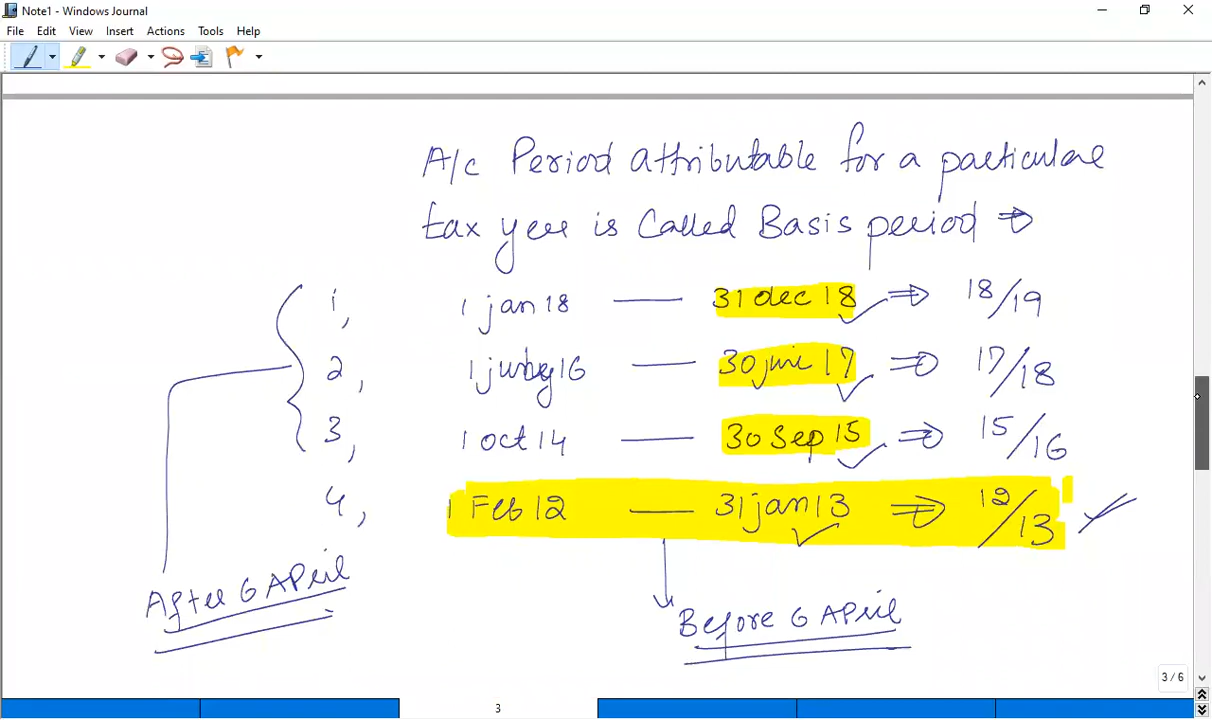 Note1 - Windows Journal
File Edit View Insert Actions Tools Help
A/c Period attributable for a particular
tax year is Called Basis period ⇒
1, 1 jan 18 — 31 dec 18 ⇒ 18/19
2, 1 july 16 — 30 june 17 ⇒ 17/18
3, 1 oct 14 — 30 Sep 15 ⇒ 15/16
4, 1 Feb 12 — 31 jan 13 ⇒ 12/13
After 6 April
Before 6 April
3/6
3